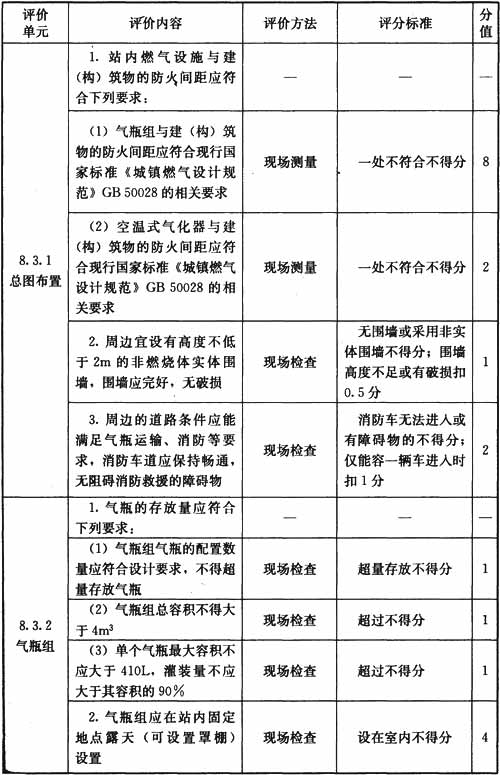 评价
单元
评价内容
评价方法
评分标准
分
值
8.3.1
总图布置
1. 站内燃气设施与建
(构)筑物的防火间距应符
合下列要求:
—
—
—
(1) 气瓶组与建(构)筑
物的防火间距应符合现行国
家标准《城镇燃气设计规
范》GB 50028 的相关要求
现场测量
一处不符合不得分
8
(2) 空温式气化器与建
(构)筑物的防火间距应符
合现行国家标准《城镇燃气
设计规范》GB 50028 的相
关要求
现场测量
一处不符合不得分
2
2. 周边宜设有高度不低
于2m的非燃烧体实体围
墙,围墙应完好,无破损
现场检查
无围墙或采用非实
体围墙不得分;围墙
高度不足或有破损扣
0.5分
1
3. 周边的道路条件应能
满足气瓶运输、消防等要
求,消防车道应保持畅通,
无阻碍消防救援的障碍物
现场检查
消防车无法进入或
有障碍物的不得分;
仅能容一辆车进入时
扣1分
2
8.3.2
气瓶组
1. 气瓶的存放量应符合
下列要求:
—
—
—
(1) 气瓶组气瓶的配置数
量应符合设计要求,不得超
量存放气瓶
现场检查
超量存放不得分
1
(2) 气瓶组总容积不得大
于4m³
现场检查
超过不得分
1
(3) 单个气瓶最大容积不
应大于410L,灌装量不应
大于其容积的90%
现场检查
超过不得分
1
2. 气瓶组应在站内固定
地点露天(可设置罩棚)
设置
现场检查
设在室内不得分
4